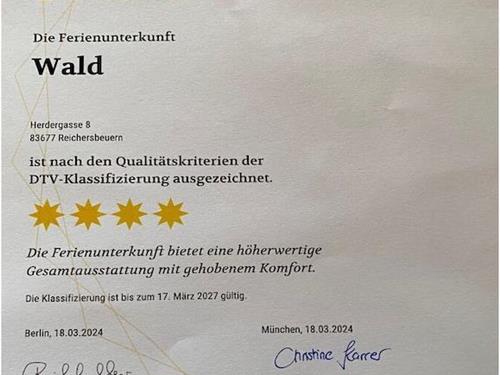 Die Ferienunterkunft
Wald
Herdergasse 8
83677 Reichersbeuern
ist nach den Qualitätskriterien der
DTV-Klassifizierung ausgezeichnet.
Die Ferienunterkunft bietet eine höherwertige
Gesamtausstattung mit gehobenem Komfort.
Die Klassifizierung ist bis zum 17. März 2027 gültig.
Berlin, 18.03.2024
München, 18.03.2024
Christine Karrer